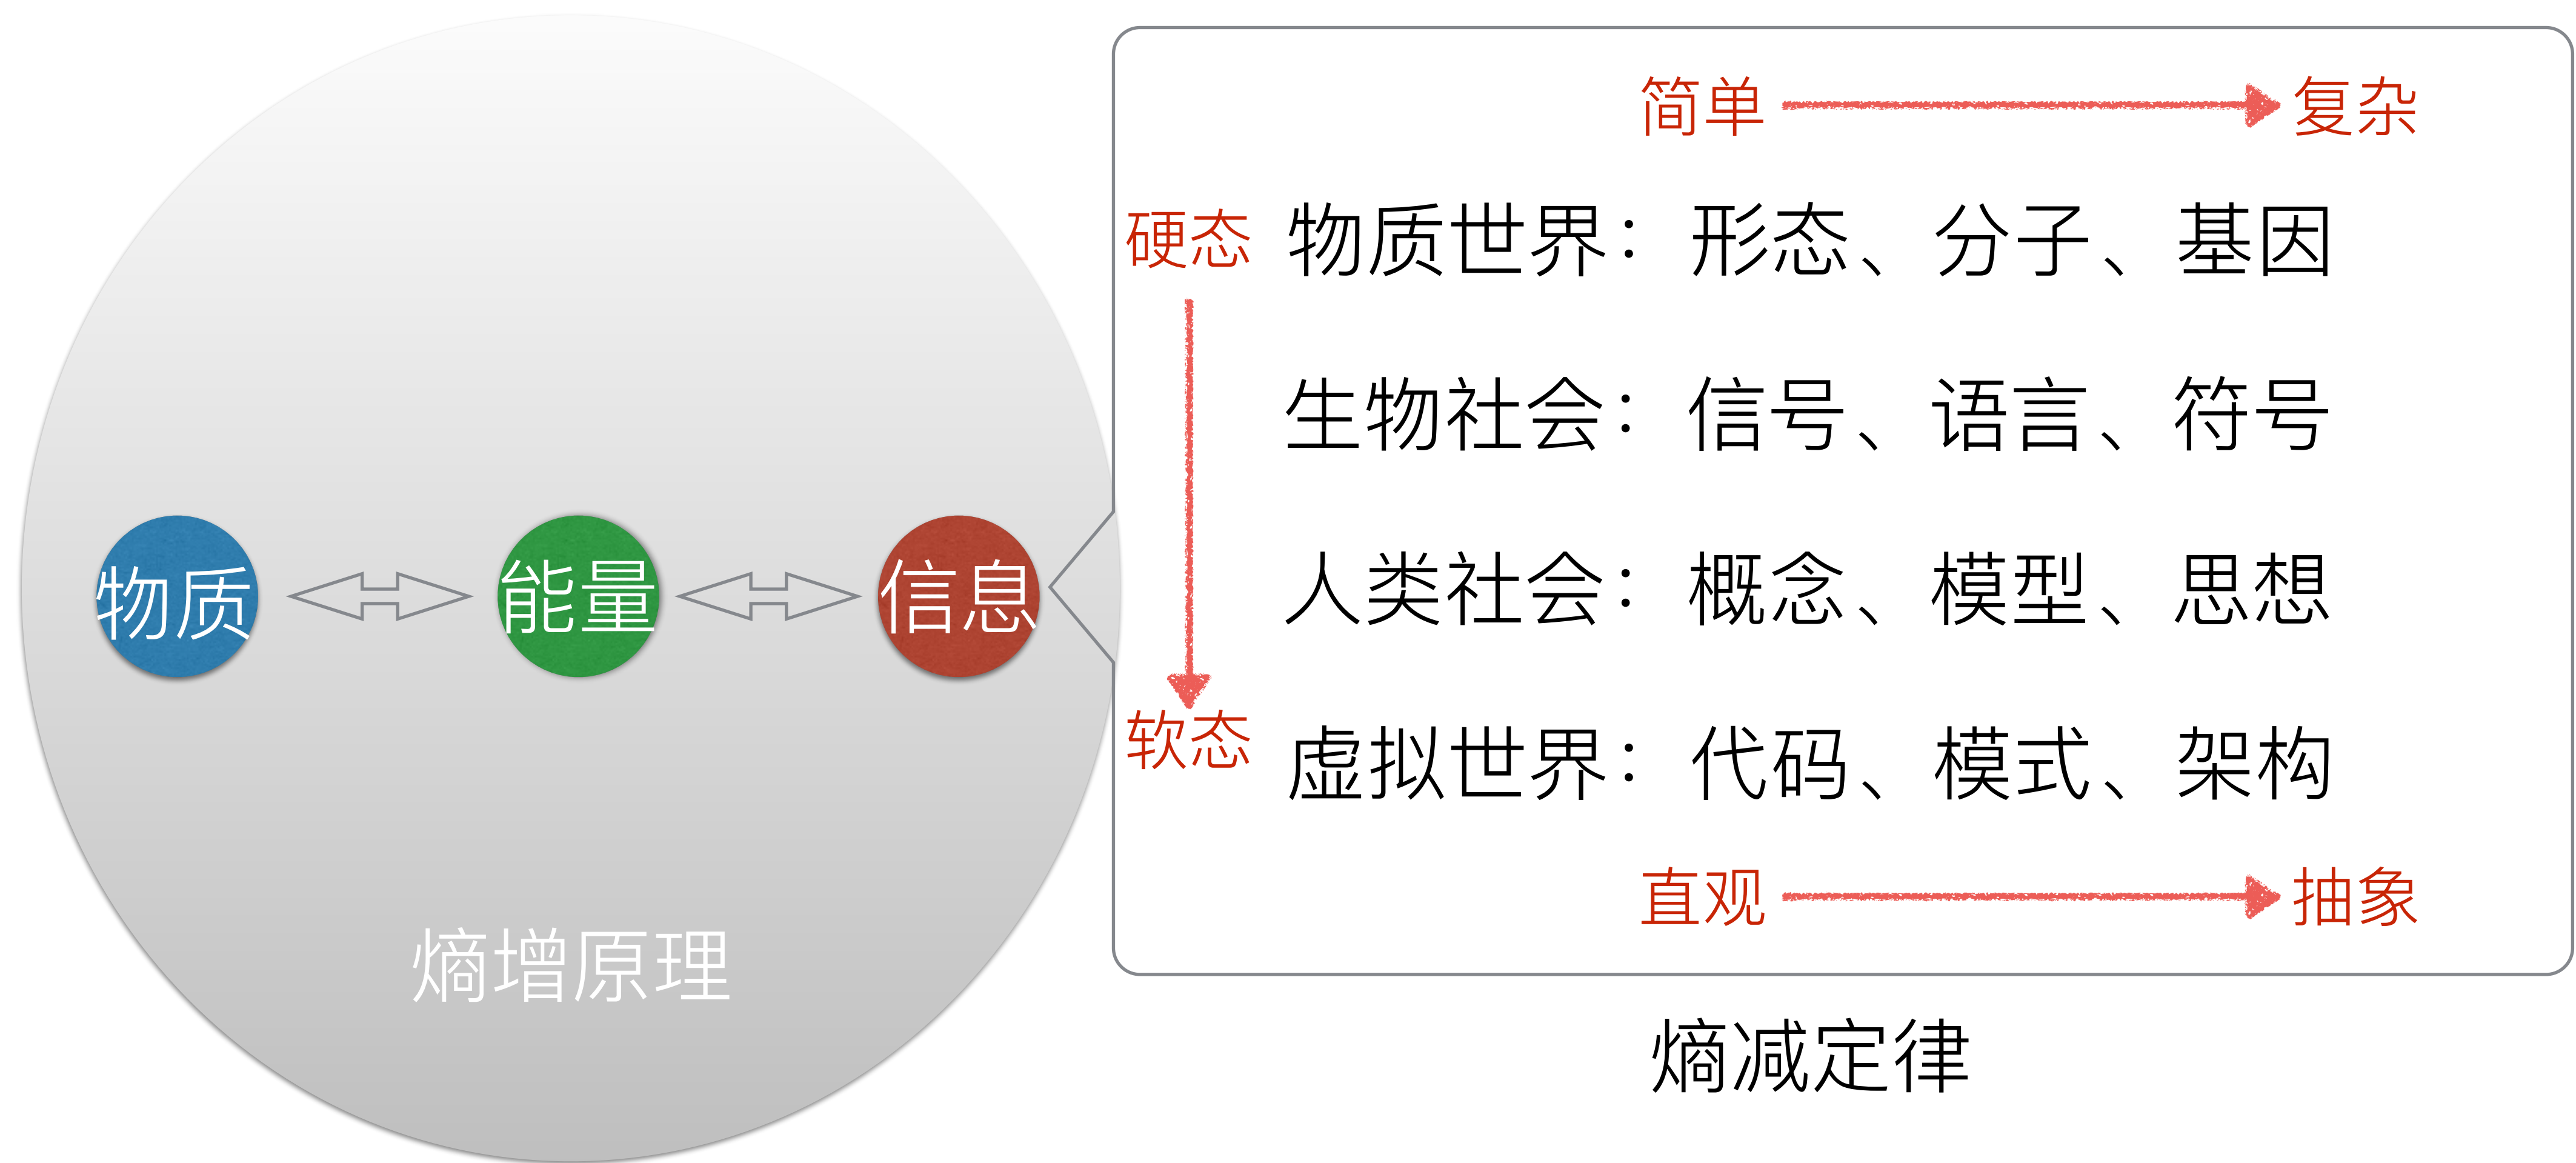 简单 复杂
硬态 物质世界：形态、分子、基因
生物社会：信号、语言、符号
物质 能量 信息
人类社会：概念、模型、思想
软态 虚拟世界：代码、模式、架构
直观 抽象
熵增原理
熵减定律